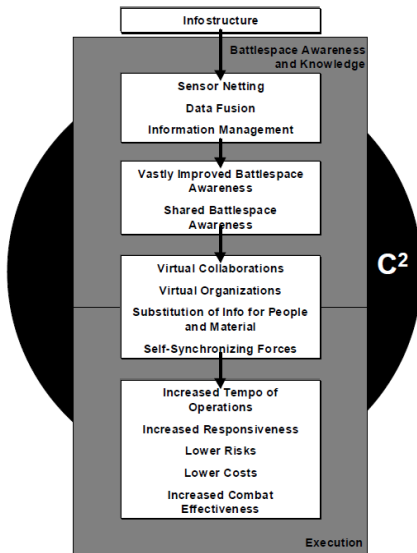 Infostructure
Battlespace Awareness
and Knowledge
Sensor Netting
Data Fusion
Information Management
Vastly Improved Battlespace
Awareness
Shared Battlespace
Awareness
C²
Virtual Collaborations
Virtual Organizations
Substitution of Info for People
and Material
Self-Synchronizing Forces
Increased Tempo of
Operations
Increased Responsiveness
Lower Risks
Lower Costs
Increased Combat
Effectiveness
Execution